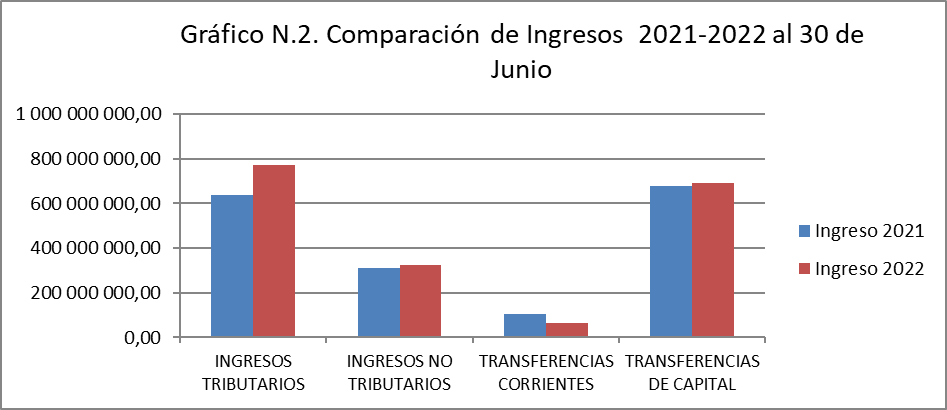 Gráfico N.2. Comparación de Ingresos 2021-2022 al 30 de
Junio
1 000 000 000,00
800 000 000,00
600 000 000,00
400 000 000,00
200 000 000,00
0,00
INGRESOS
TRIBUTARIOS
INGRESOS NO
TRIBUTARIOS
TRANSFERENCIAS
CORRIENTES
TRANSFERENCIAS
DE CAPITAL
Ingreso 2021
Ingreso 2022